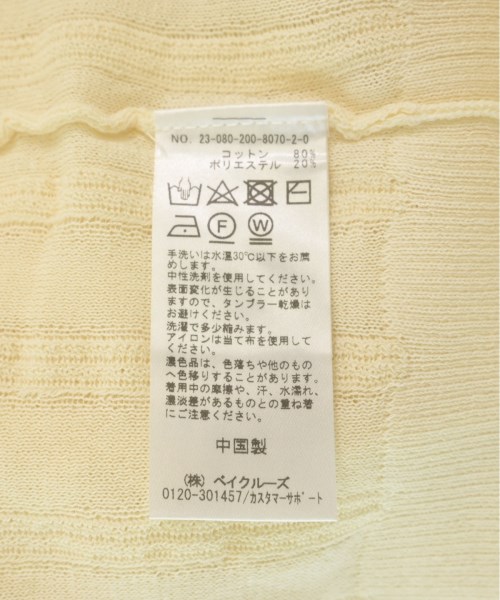 NO. 23-080-200-8070-2-0
コットン 80%
ポリエステル 20%
F W
手洗いは水温30℃以下をお薦
めします。
中性洗剤を使用してください。
表面変化が生じることがあり
ますので、タンブラー乾燥は
お避けください。
洗濯で多少縮みます。
アイロンは当て布を使用して
ください。
濃色品は、色落ちや他のもの
へ色移りすることがあります。
着用中の摩擦や、汗、水濡れ、
濃淡差があるものとの重ね着
にご注意ください。
中国製
(株) ベイクルーズ
0120-301457/カスタマーサポート